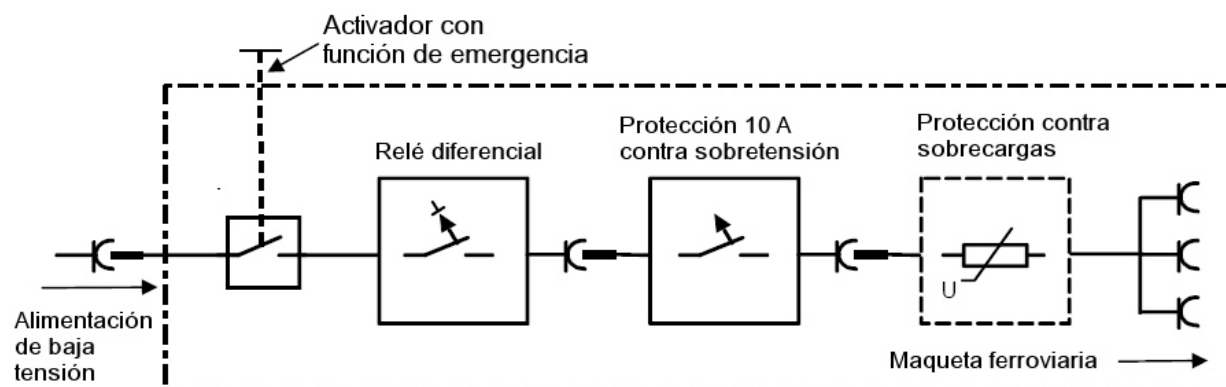 Activador con
función de emergencia
Relé diferencial
Protección 10 A
contra sobretensión
Protección contra
sobrecargas
U
Alimentación
de baja
tensión
Maqueta ferroviaria